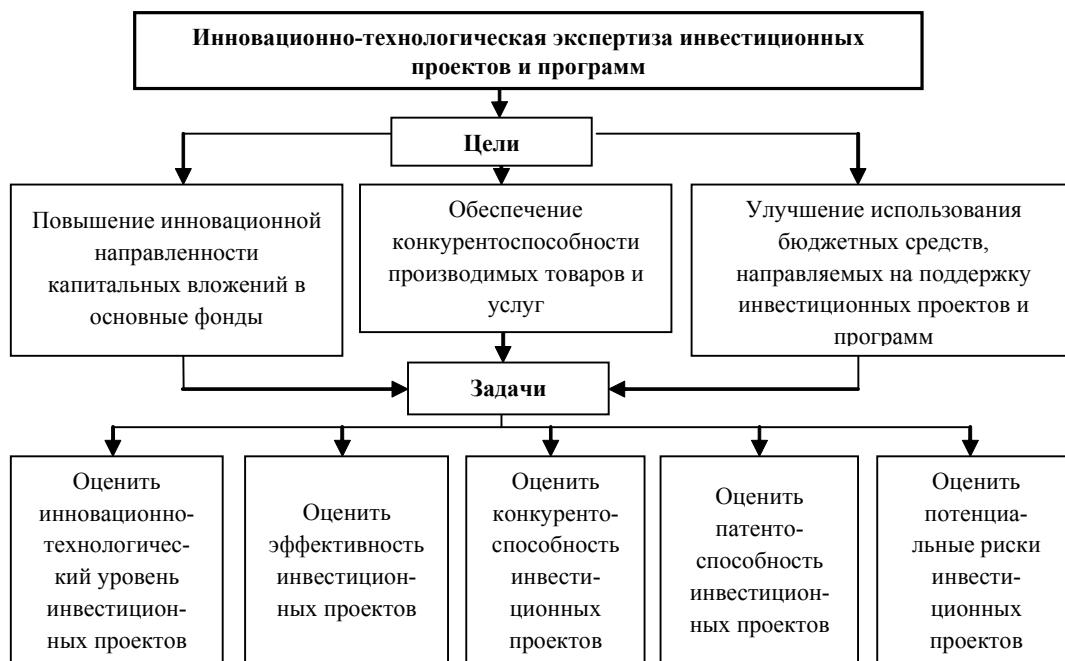 Инновационно-технологическая экспертиза инвестиционных
проектов и программ
Цели
Повышение инновационной
направленности
капитальных вложений в
основные фонды
Обеспечение
конкурентоспособности
производимых товаров и
услуг
Улучшение использования
бюджетных средств,
направляемых на поддержку
инвестиционных проектов и
программ
Задачи
Оценить
инновационно-
технологичес-
кий уровень
инвестицион-
ных проектов
Оценить
эффективность
инвестицион-
ных проектов
Оценить
конкуренто-
способность
инвести-
ционных
проектов
Оценить
патенто-
способность
инвестицион-
ных проектов
Оценить
потенциа-
льные риски
инвести-
ционных
проектов